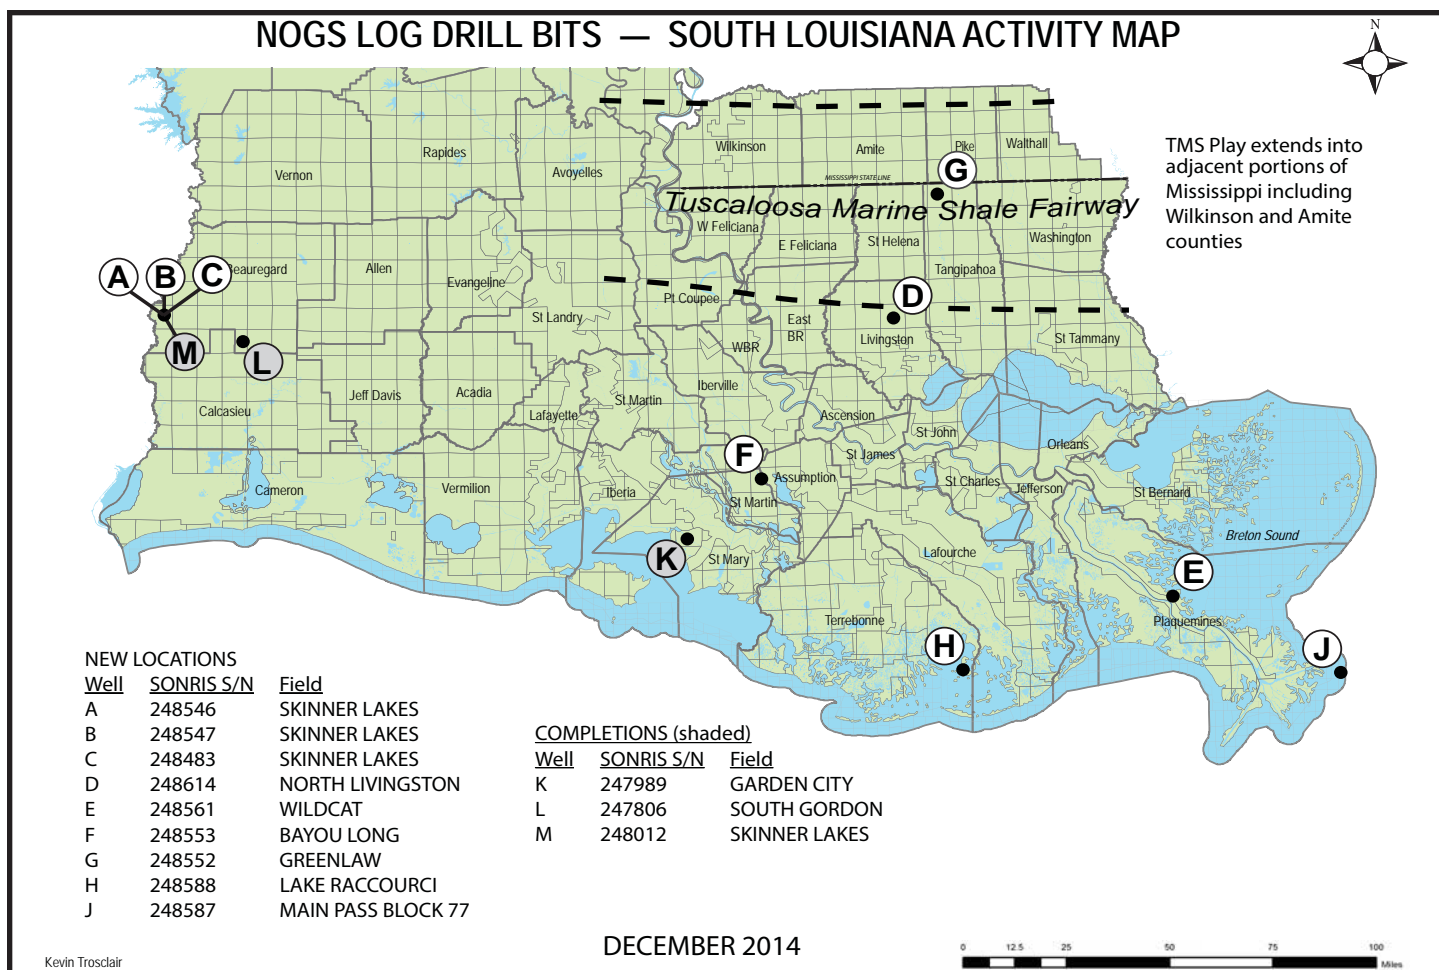 NOGS LOG DRILL BITS — SOUTH LOUISIANA ACTIVITY MAP
N
TMS Play extends into
adjacent portions of
Mississippi including
Wilkinson and Amite
counties
Wilkinson
Amite
Pike
Walthall
Rapides
Vernon
Avoyelles
G
MISSISSIPPI STATE LINE
Tuscaloosa Marine Shale Fairway
W Feliciana
E Feliciana
St Helena
Washington
Beauregard
Allen
Evangeline
Tangipahoa
A
B
C
D
Pt Coupee
St Landry
East
BR
WBR
Livingston
St Tammany
M
L
Iberville
Calcasieu
Jeff Davis
Acadia
St Martin
Lafayette
Ascension
St John
Orleans
F
St James
Assumption
St Charles
Jefferson
St Bernard
Cameron
Vermilion
Iberia
St Martin
Breton Sound
K
St Mary
Lafourche
E
Terrebonne
Plaquemines
H
J
NEW LOCATIONS
Well SONRIS S/N Field
A 248546 SKINNER LAKES
B 248547 SKINNER LAKES
C 248483 SKINNER LAKES
D 248614 NORTH LIVINGSTON
E 248561 WILDCAT
F 248553 BAYOU LONG
G 248552 GREENLAW
H 248588 LAKE RACCOURCI
J 248587 MAIN PASS BLOCK 77
COMPLETIONS (shaded)
Well SONRIS S/N Field
K 247989 GARDEN CITY
L 247806 SOUTH GORDON
M 248012 SKINNER LAKES
DECEMBER 2014
0 12.5 25 50 75 100
Miles
Kevin Trosclair